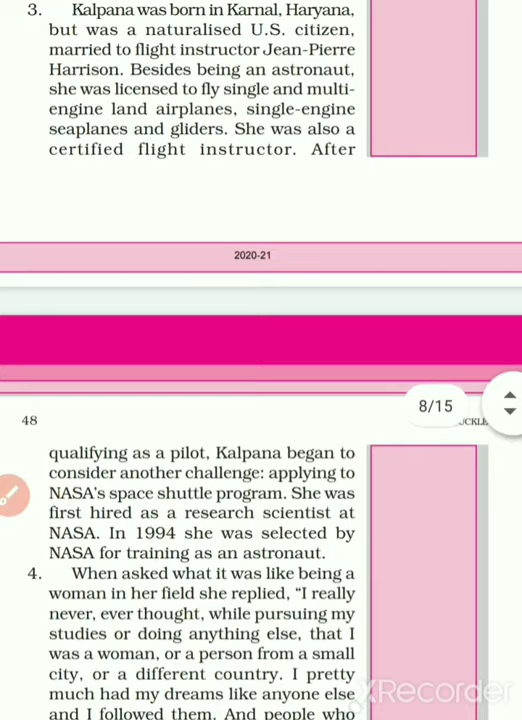 3. Kalpana was born in Karnal, Haryana,
but was a naturalised U.S. citizen,
married to flight instructor Jean-Pierre
Harrison. Besides being an astronaut,
she was licensed to fly single and multi-
engine land airplanes, single-engine
seaplanes and gliders. She was also a
certified flight instructor. After
2020-21
8/15
48
qualifying as a pilot, Kalpana began to
consider another challenge: applying to
NASA's space shuttle program. She was
first hired as a research scientist at
NASA. In 1994 she was selected by
NASA for training as an astronaut.
4. When asked what it was like being a
woman in her field she replied, “I really
never, ever thought, while pursuing my
studies or doing anything else, that I
was a woman, or a person from a small
city, or a different country. I pretty
much had my dreams like anyone else
and I followed them. And people who
XRecorder